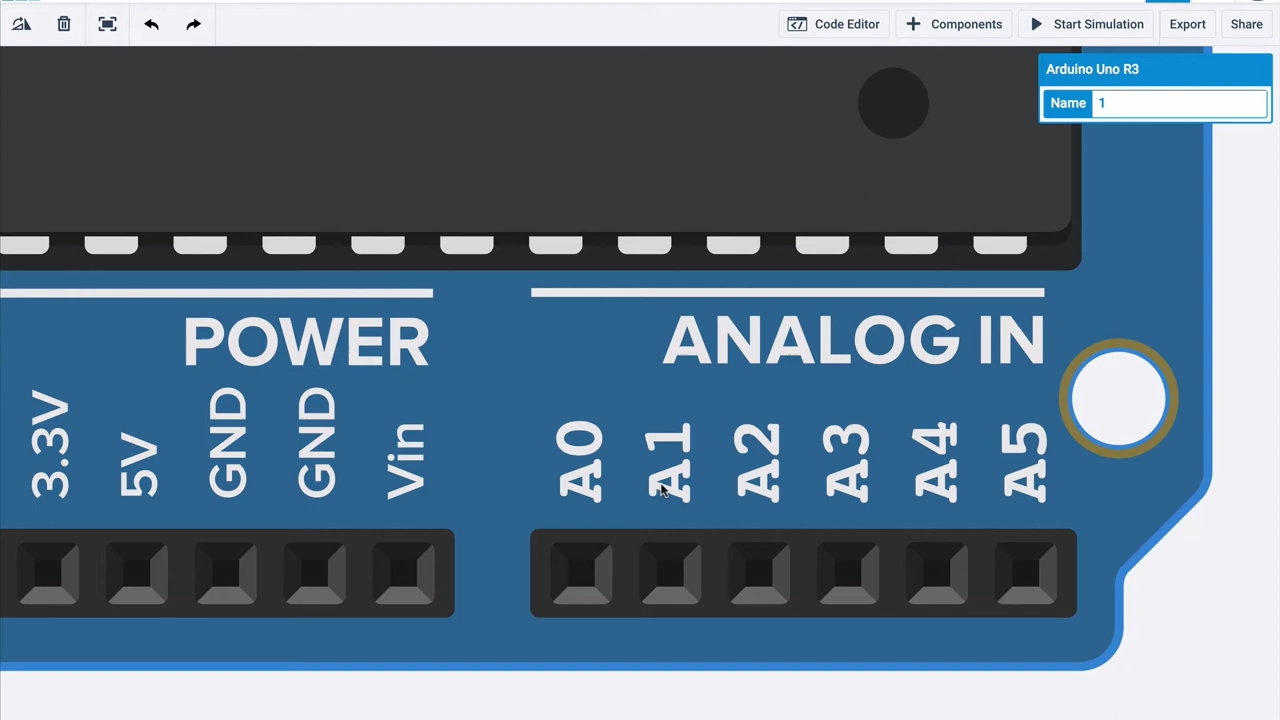 Code Editor
Components
Start Simulation
Export
Share
Arduino Uno R3
Name 1
POWER
ANALOG IN
3.3V
5V
GND
GND
Vin
A0
A1
A2
A3
A4
A5